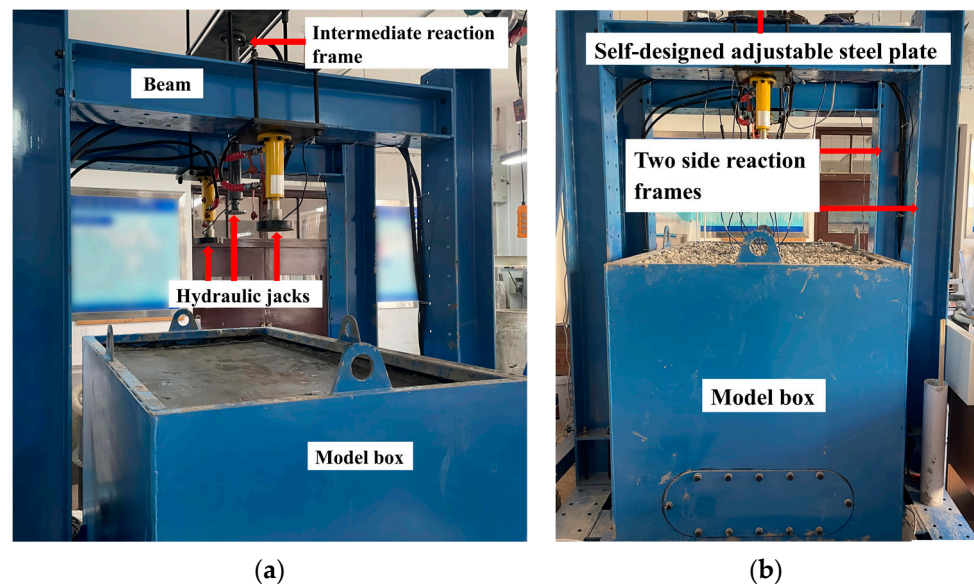 Intermediate reaction
frame
Beam
Hydraulic jacks
Model box
(a)
Self-designed adjustable steel plate
Two side reaction
frames
Model box
(b)